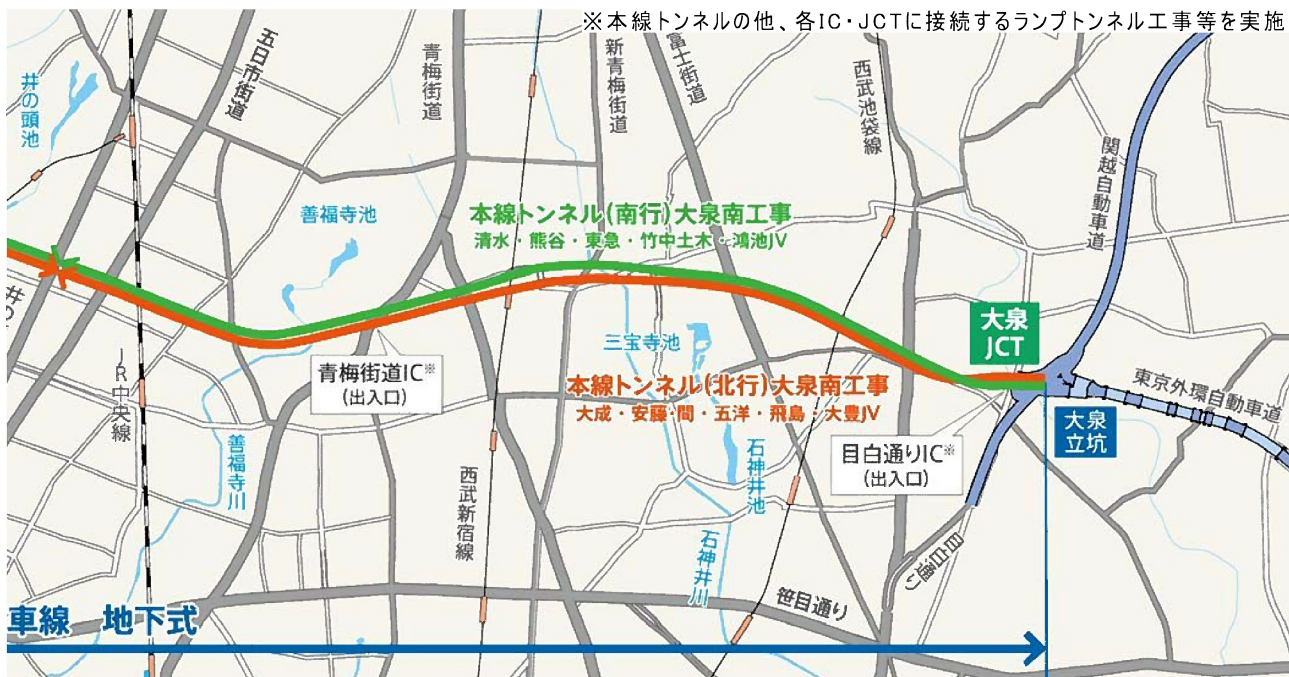 ※本線トンネルの他、各IC・JCTに接続するランプトンネル工事等を実施
井の頭池
五日市街道
青梅街道
新青梅街道
富士街道
西武池袋線
関越自動車道
善福寺池
本線トンネル(南行)大泉南工事
清水・熊谷・東急・竹中土木・鴻池JV
大泉
JCT
三宝寺池
青梅街道IC※
(出入口)
本線トンネル(北行)大泉南工事
大成・安藤・間・五洋・飛島・大豊JV
東京外環自動車道
大泉
立坑
目白通りIC※
(出入口)
井の
JR中央線
善福寺川
西武新宿線
石神井池
石神井川
目白通り
笹目通り
車線 地下式